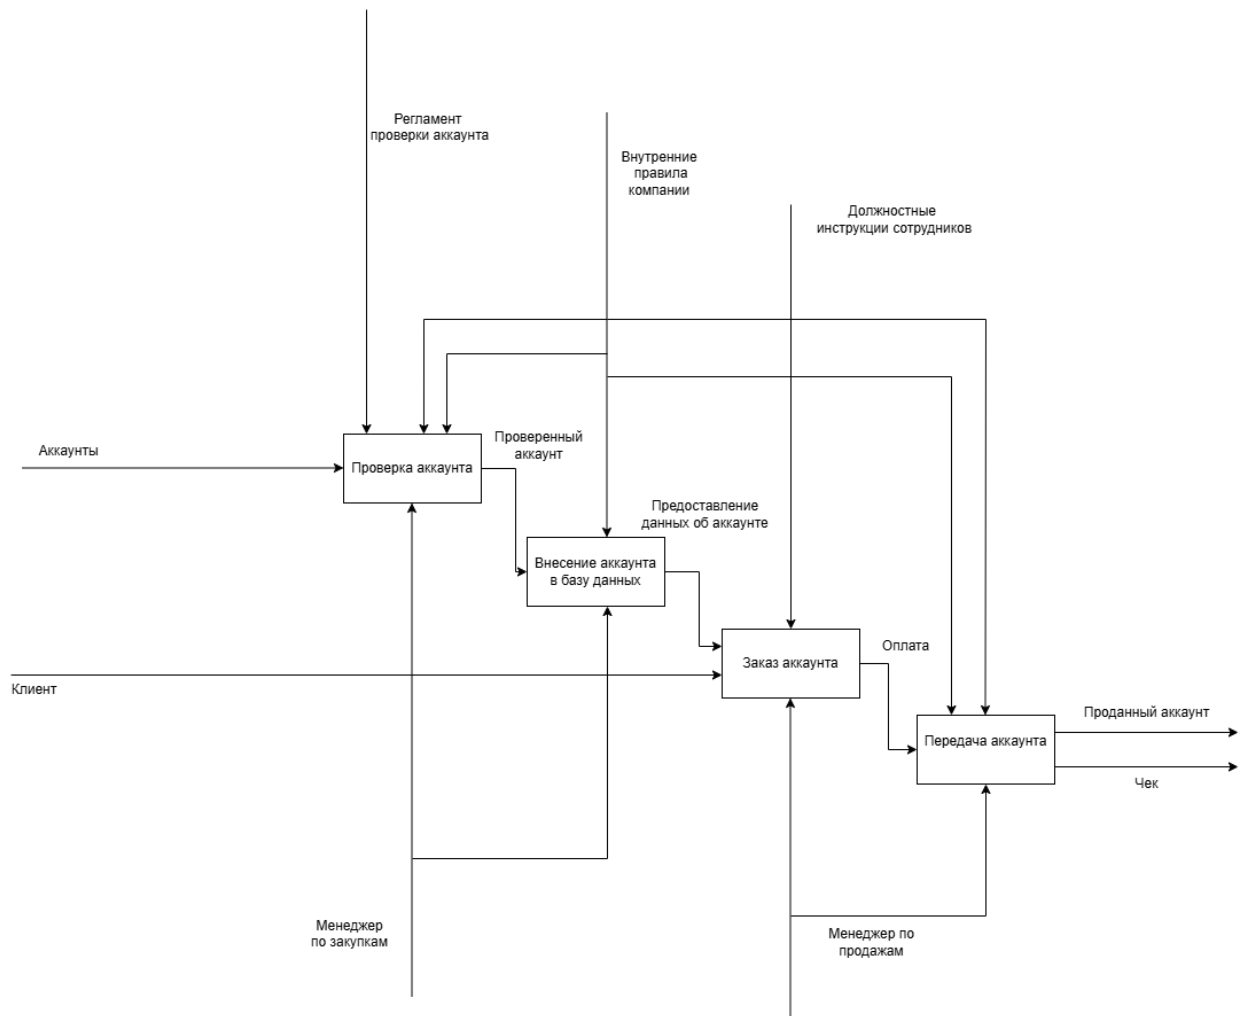 Регламент
проверки аккаунта
Внутренние
правила
компании
Должностные
инструкции сотрудников
Аккаунты
Проверка аккаунта
Проверенный
аккаунт
Предоставление
данных об аккаунте
Внесение аккаунта
в базу данных
Клиент
Заказ аккаунта
Оплата
Передача аккаунта
Проданный аккаунт
Чек
Менеджер
по закупкам
Менеджер по
продажам